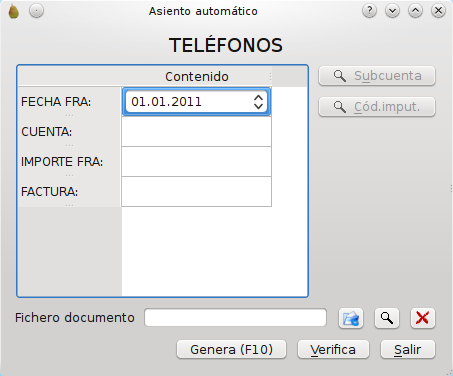 Asiento automático
TELÉFONOS
Contenido
FECHA FRA: 01.01.2011
CUENTA:
IMPORTE FRA:
FACTURA:
Subcuenta
Cód.imput.
Fichero documento
Genera (F10) Verifica Salir